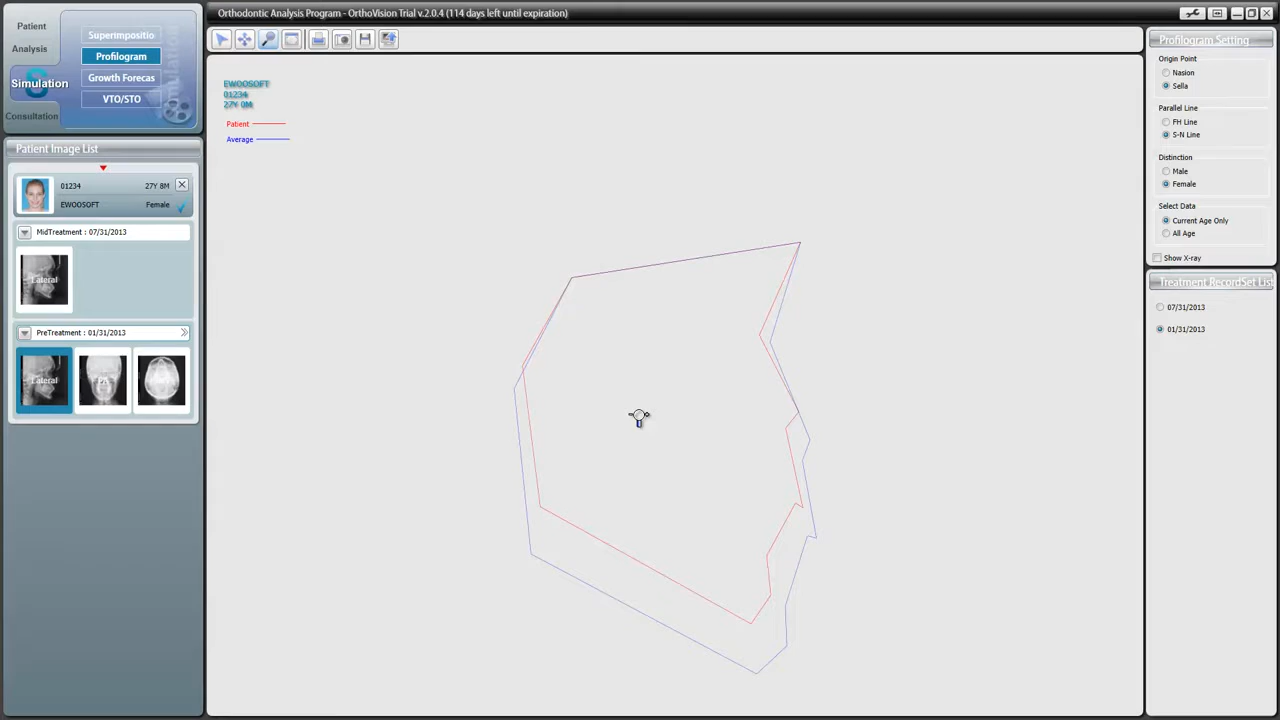 Orthodontic Analysis Program - OrthoVision Trial v.2.0.4 (114 days left until expiration)
Patient
Analysis
Simulation
Consultation
Superimpositio
Profilogram
Growth Forecas
VTO/STO
Patient Image List
01234 27Y 8M
EWOOSOFT Female
MidTreatment : 07/31/2013
Lateral
PreTreatment : 01/31/2013
Lateral
PA
EWOOSOFT
01234
27Y 0M
Patient
Average
Profilogram Setting
Origin Point
Nasion
Sella
Parallel Line
FH Line
S-N Line
Distinction
Male
Female
Select Data
Current Age Only
All Age
Show X-ray
Treatment RecordSet List
07/31/2013
01/31/2013